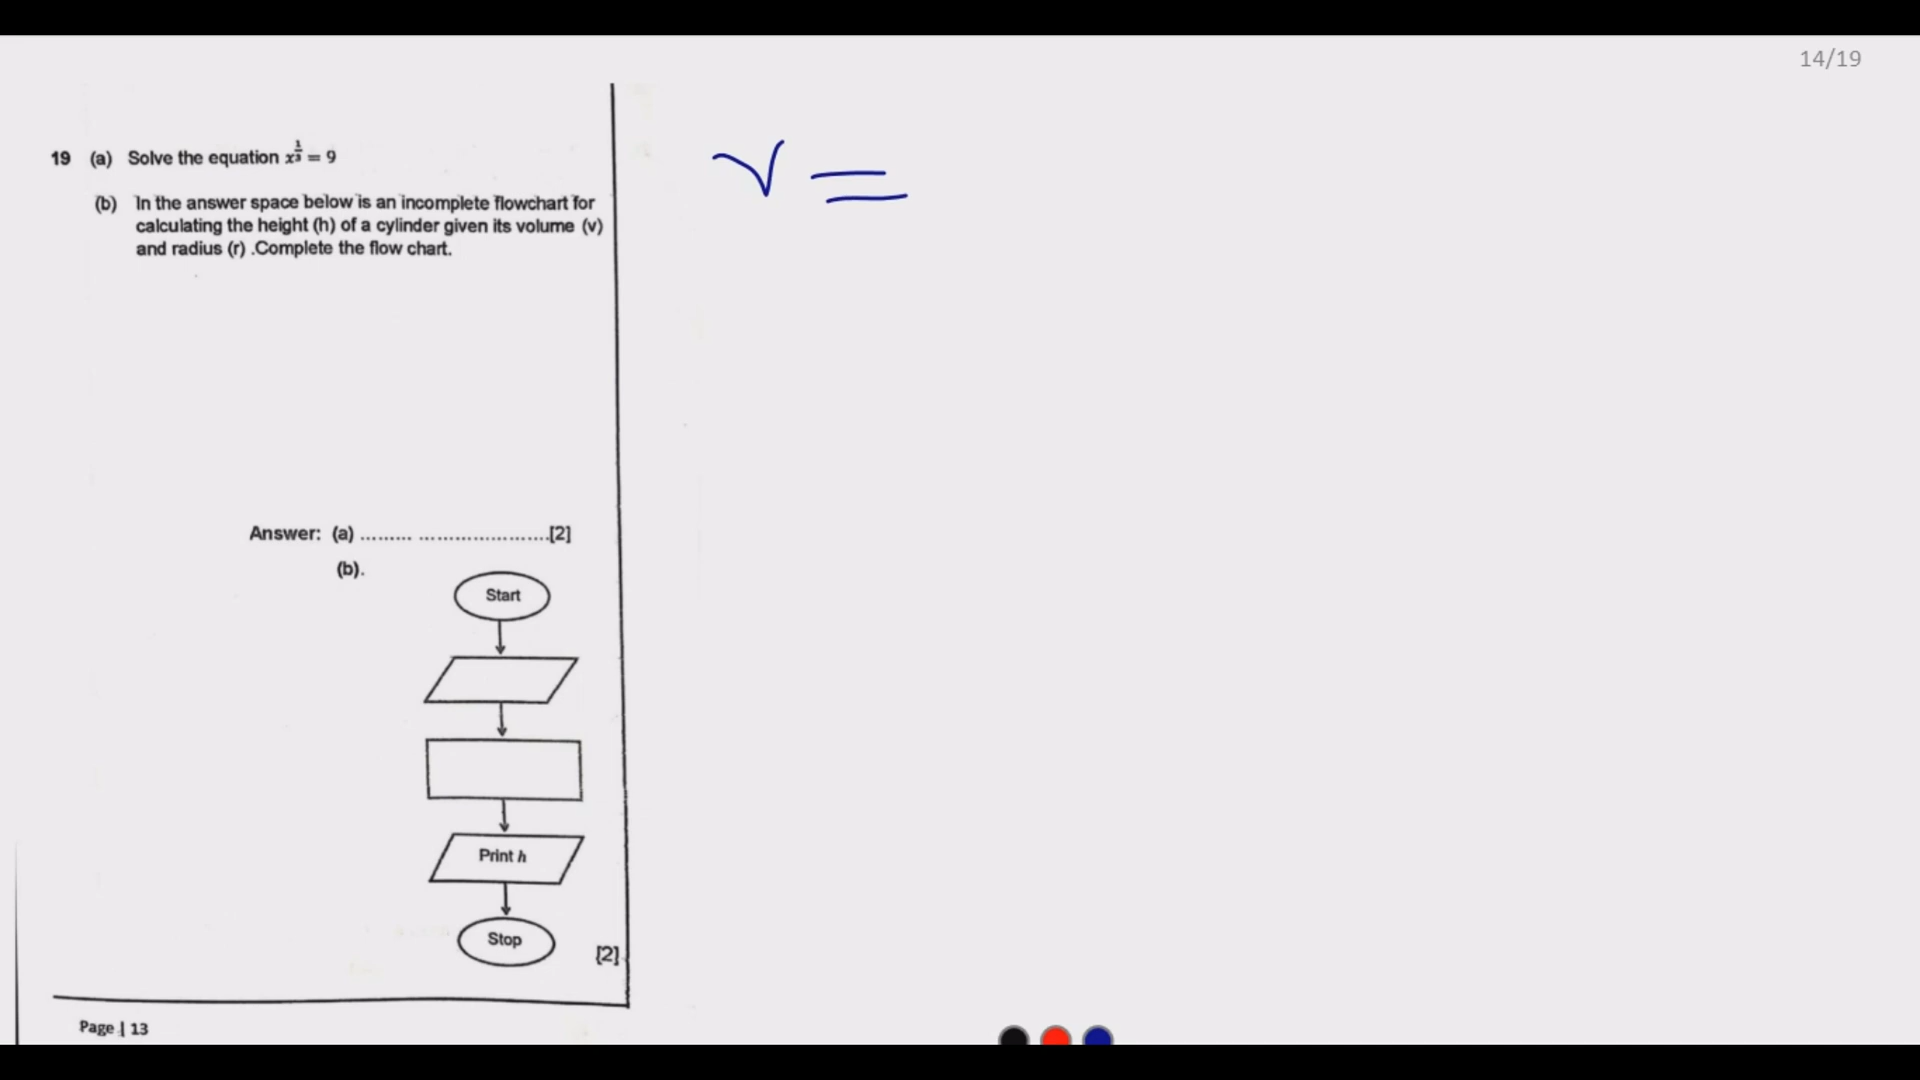 14/19
19 (a) Solve the equation x^{1/3} = 9
(b) In the answer space below is an incomplete flowchart for
calculating the height (h) of a cylinder given its volume (v)
and radius (r) .Complete the flow chart.
V =
Answer: (a) ......... ......................[2]
(b).
Start
Print h
Stop
[2]
Page | 13